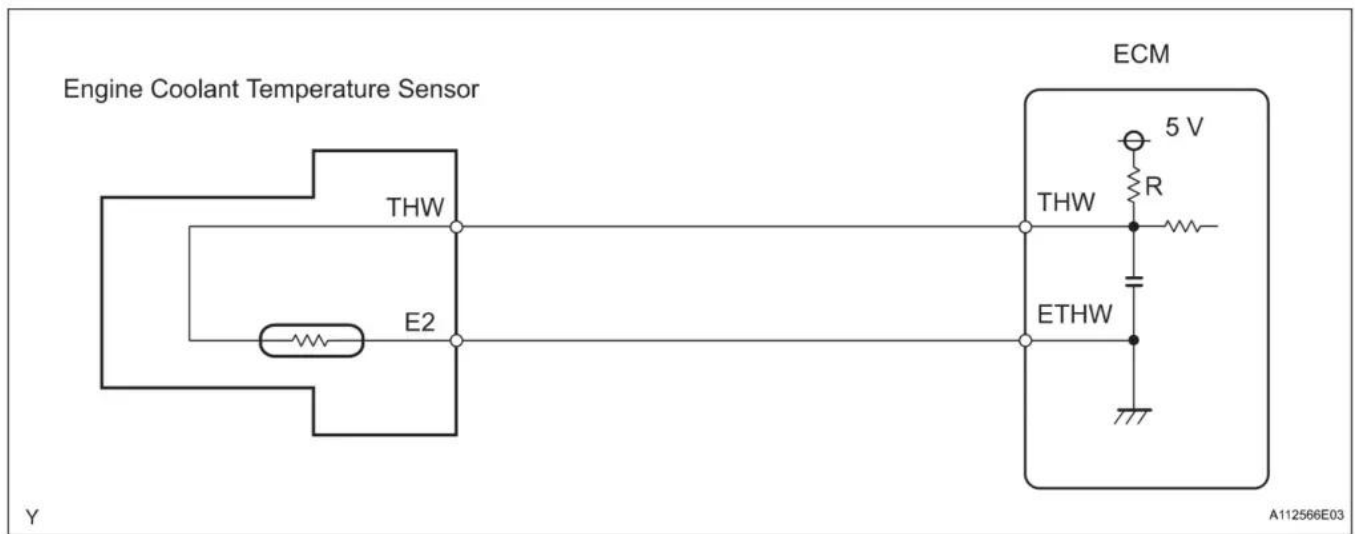 ECM
Engine Coolant Temperature Sensor
5 V
R
THW
THW
E2
ETHW
Y
A112566E03